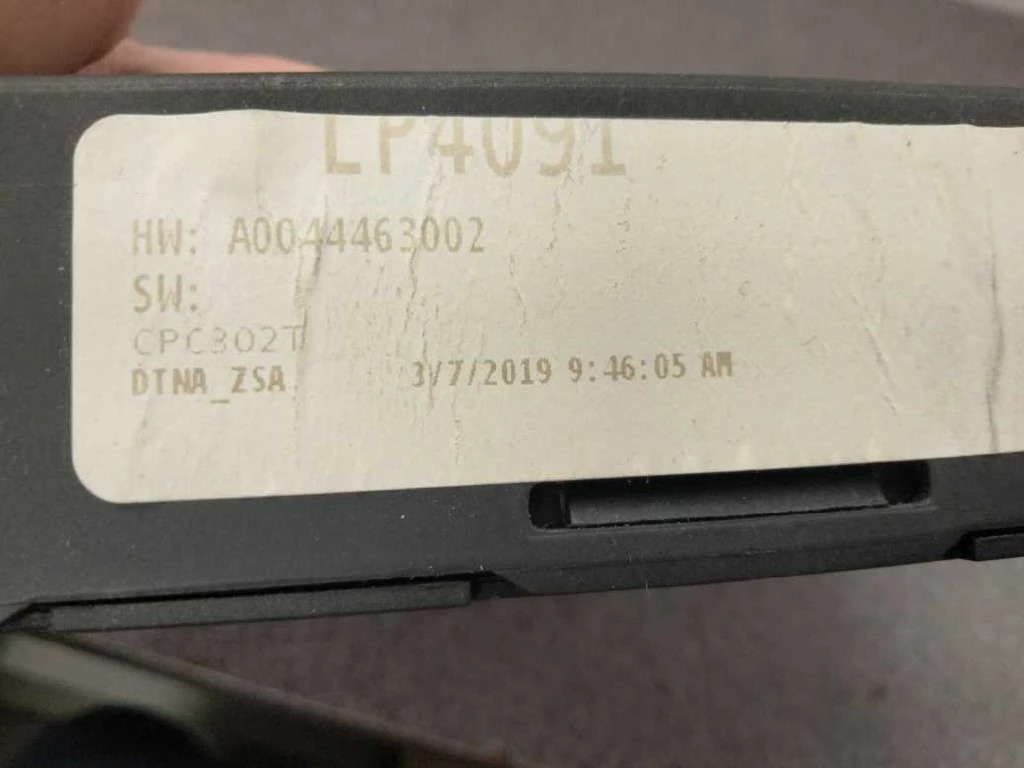 LP4091
HW: A0044463002
SW:
CPC302T
DTNA_ZSA 3/7/2019 9:46:05 AM